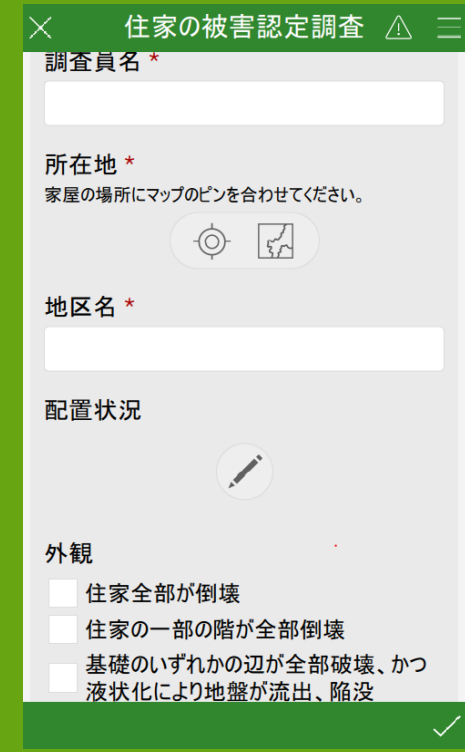 住家の被害認定調査
調査員名 *
所在地 *
家屋の場所にマップのピンを合わせてください。
地区名 *
配置状況
外観
住家全部が倒壊
住家の一部の階が全部倒壊
基礎のいずれかの辺が全部破壊、かつ
液状化により地盤が流出、陥没